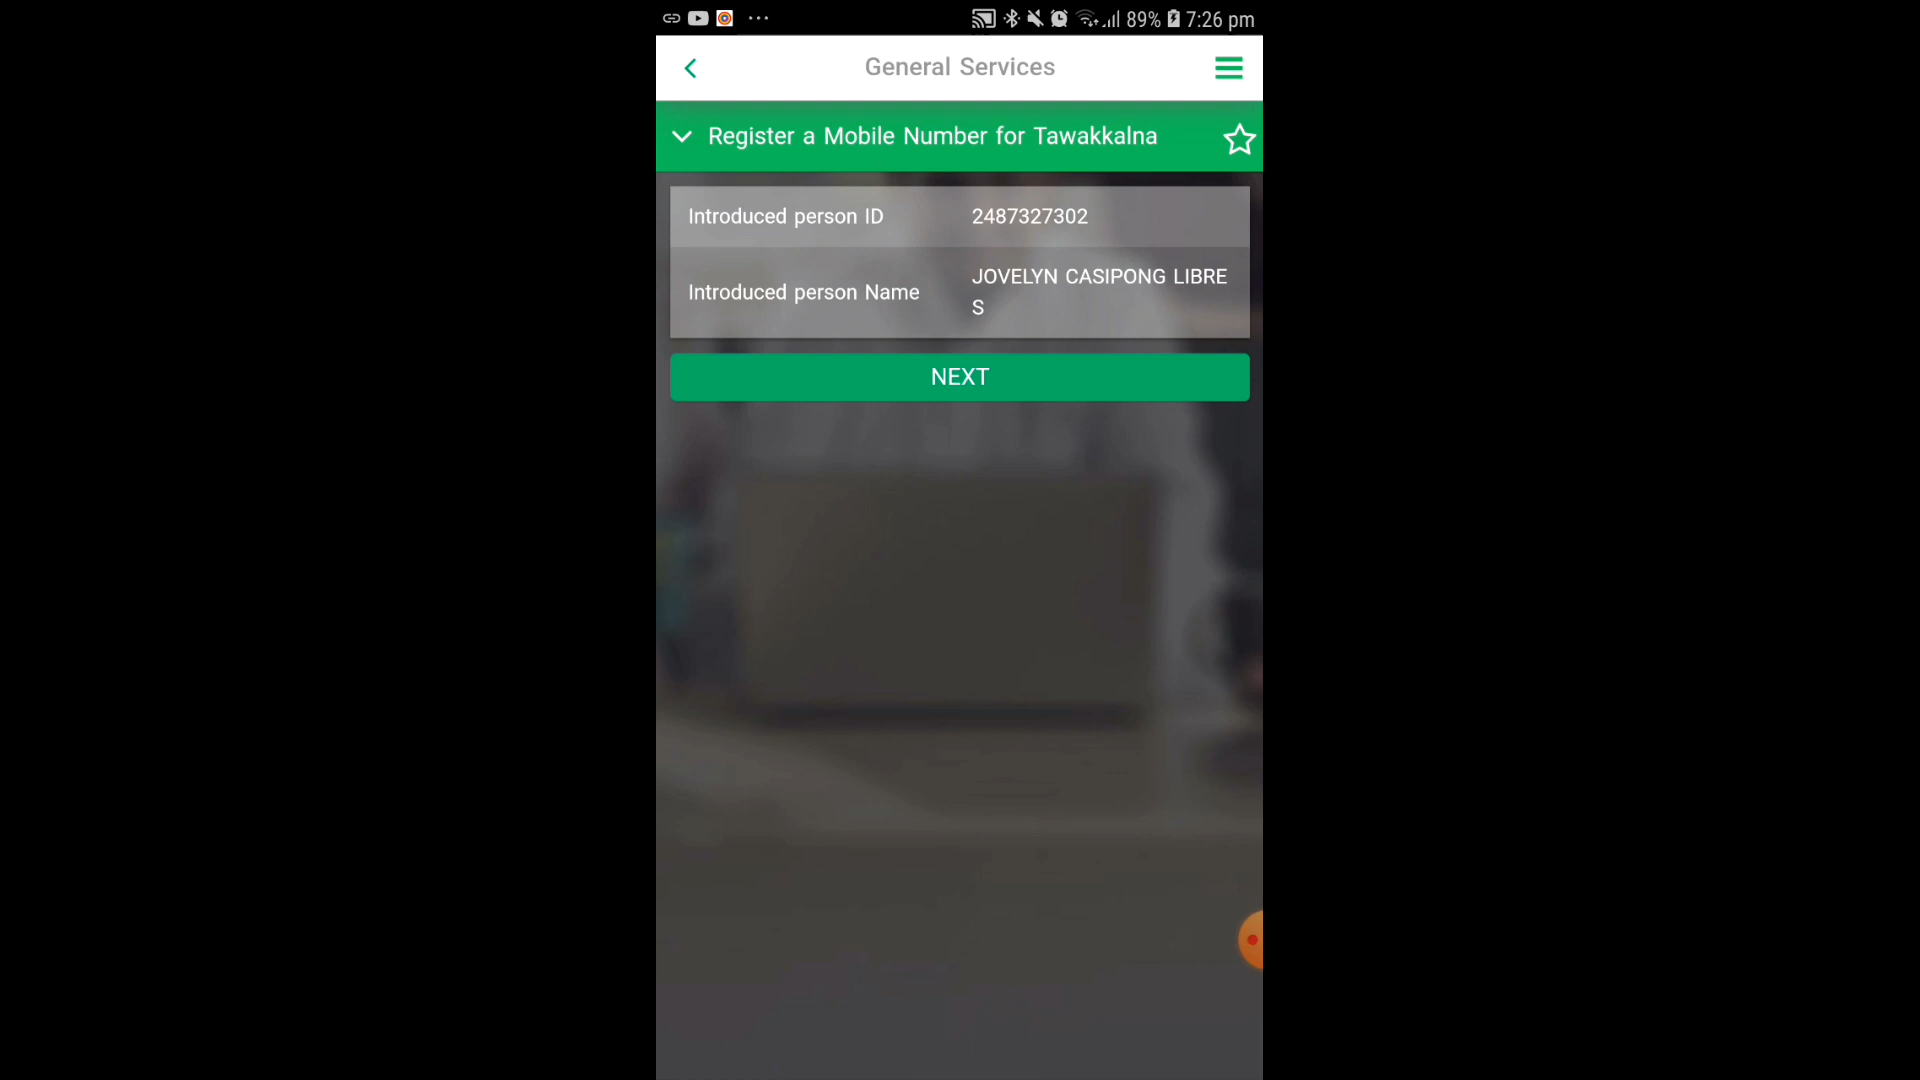 89% 7:26 pm
General Services
Register a Mobile Number for Tawakkalna
Introduced person ID 2487327302
Introduced person Name JOVELYN CASIPONG LIBRE
S
NEXT